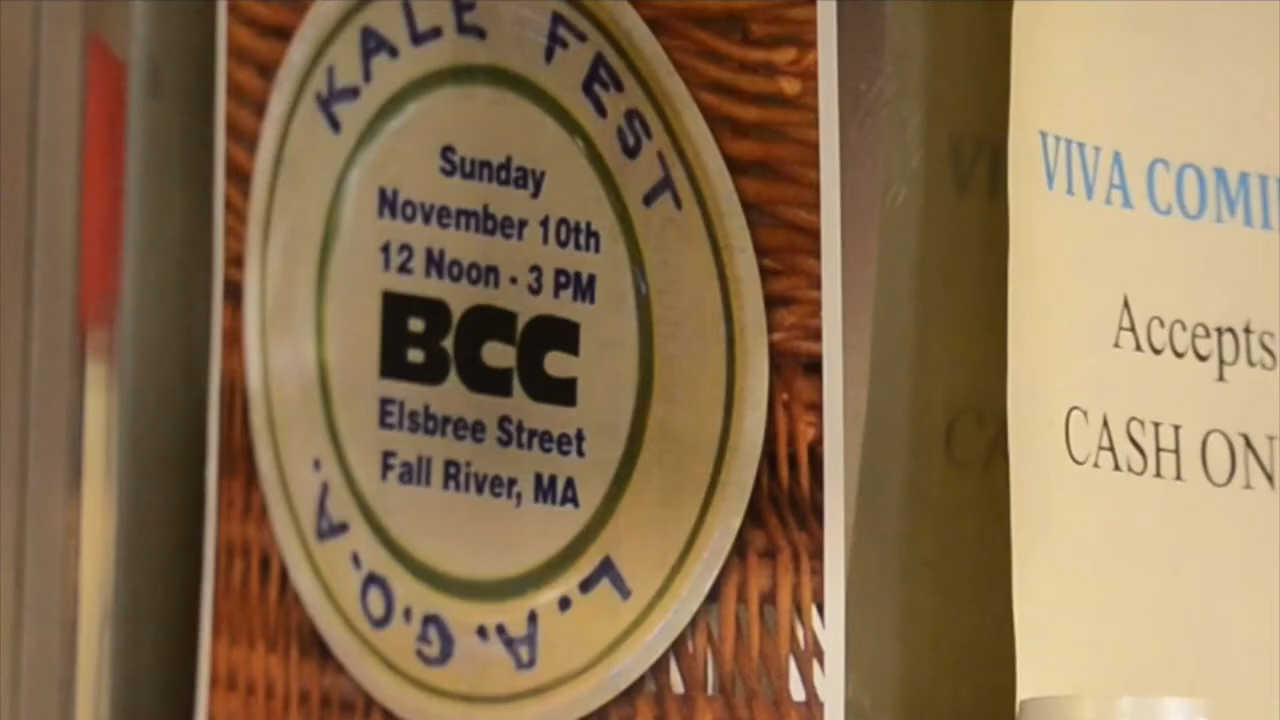 KALE FEST
Sunday
November 10th
12 Noon - 3 PM
BCC
Elsbree Street
Fall River, MA
L.A.G.O.A.
VIVA COMI
Accepts
CASH ON